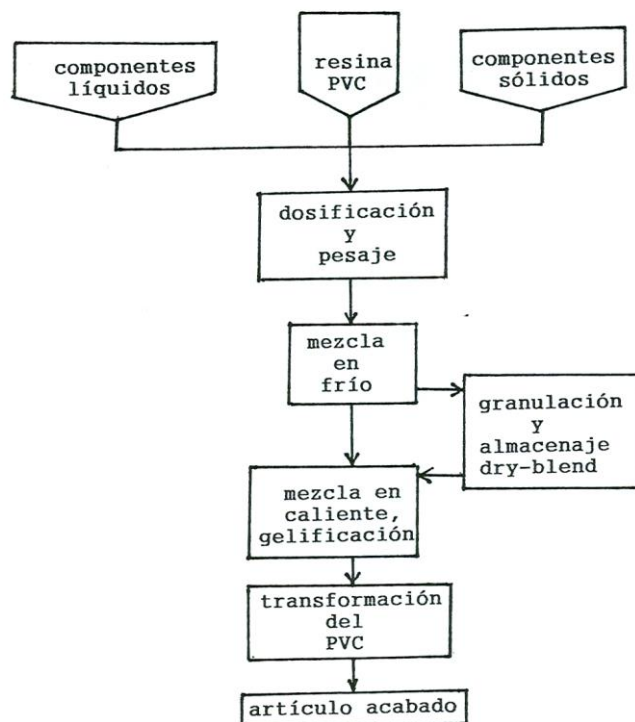 componentes
líquidos
resina
PVC
componentes
sólidos
dosificación
y
pesaje
mezcla
en
frío
granulación
y
almacenaje
dry-blend
mezcla en
caliente,
gelificación
transformación
del
PVC
artículo acabado